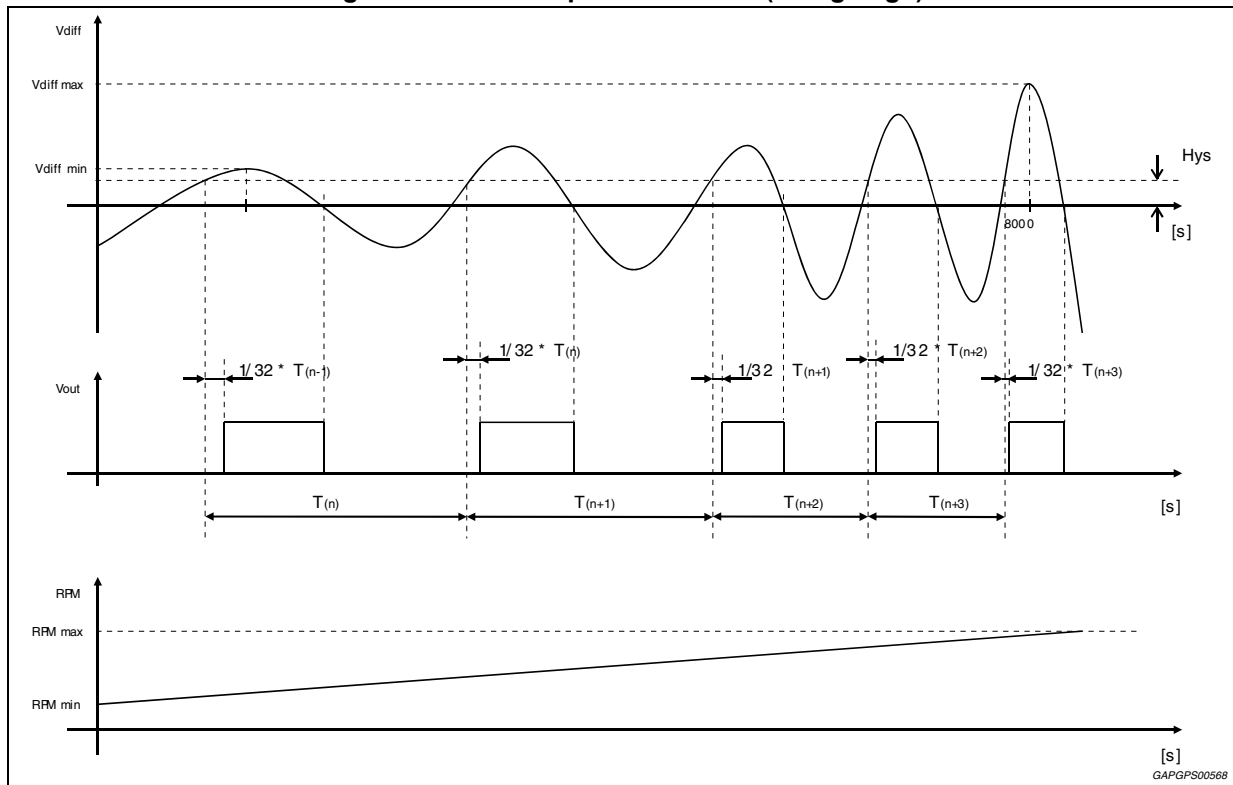 Vdiff
Vdiff max
Vdiff min
Hys
8000
[s]
1/32 * T(n-1)
1/32 * T(n)
1/32 T(n+1)
1/32 * T(n+2)
1/32 * T(n+3)
Vout
T(n)
T(n+1)
T(n+2)
T(n+3)
[s]
RPM
RPM max
RPM min
[s]
GAPGPS00568